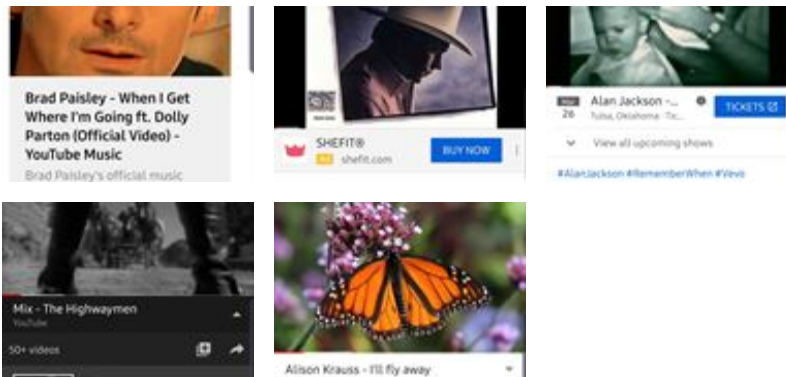 Brad Paisley - When I Get
Where I'm Going ft. Dolly
Parton (Official Video) -
YouTube Music
Brad Paisley's official music
SHEFIT®
Ad shefit.com
BUY NOW
26
Alan Jackson -...
Tulsa, Oklahoma · Tic...
TICKETS
View all upcoming shows
#AlanJackson #RememberWhen #Vevo
Mix - The Highwaymen
YouTube
50+ videos
Alison Krauss - I'll fly away